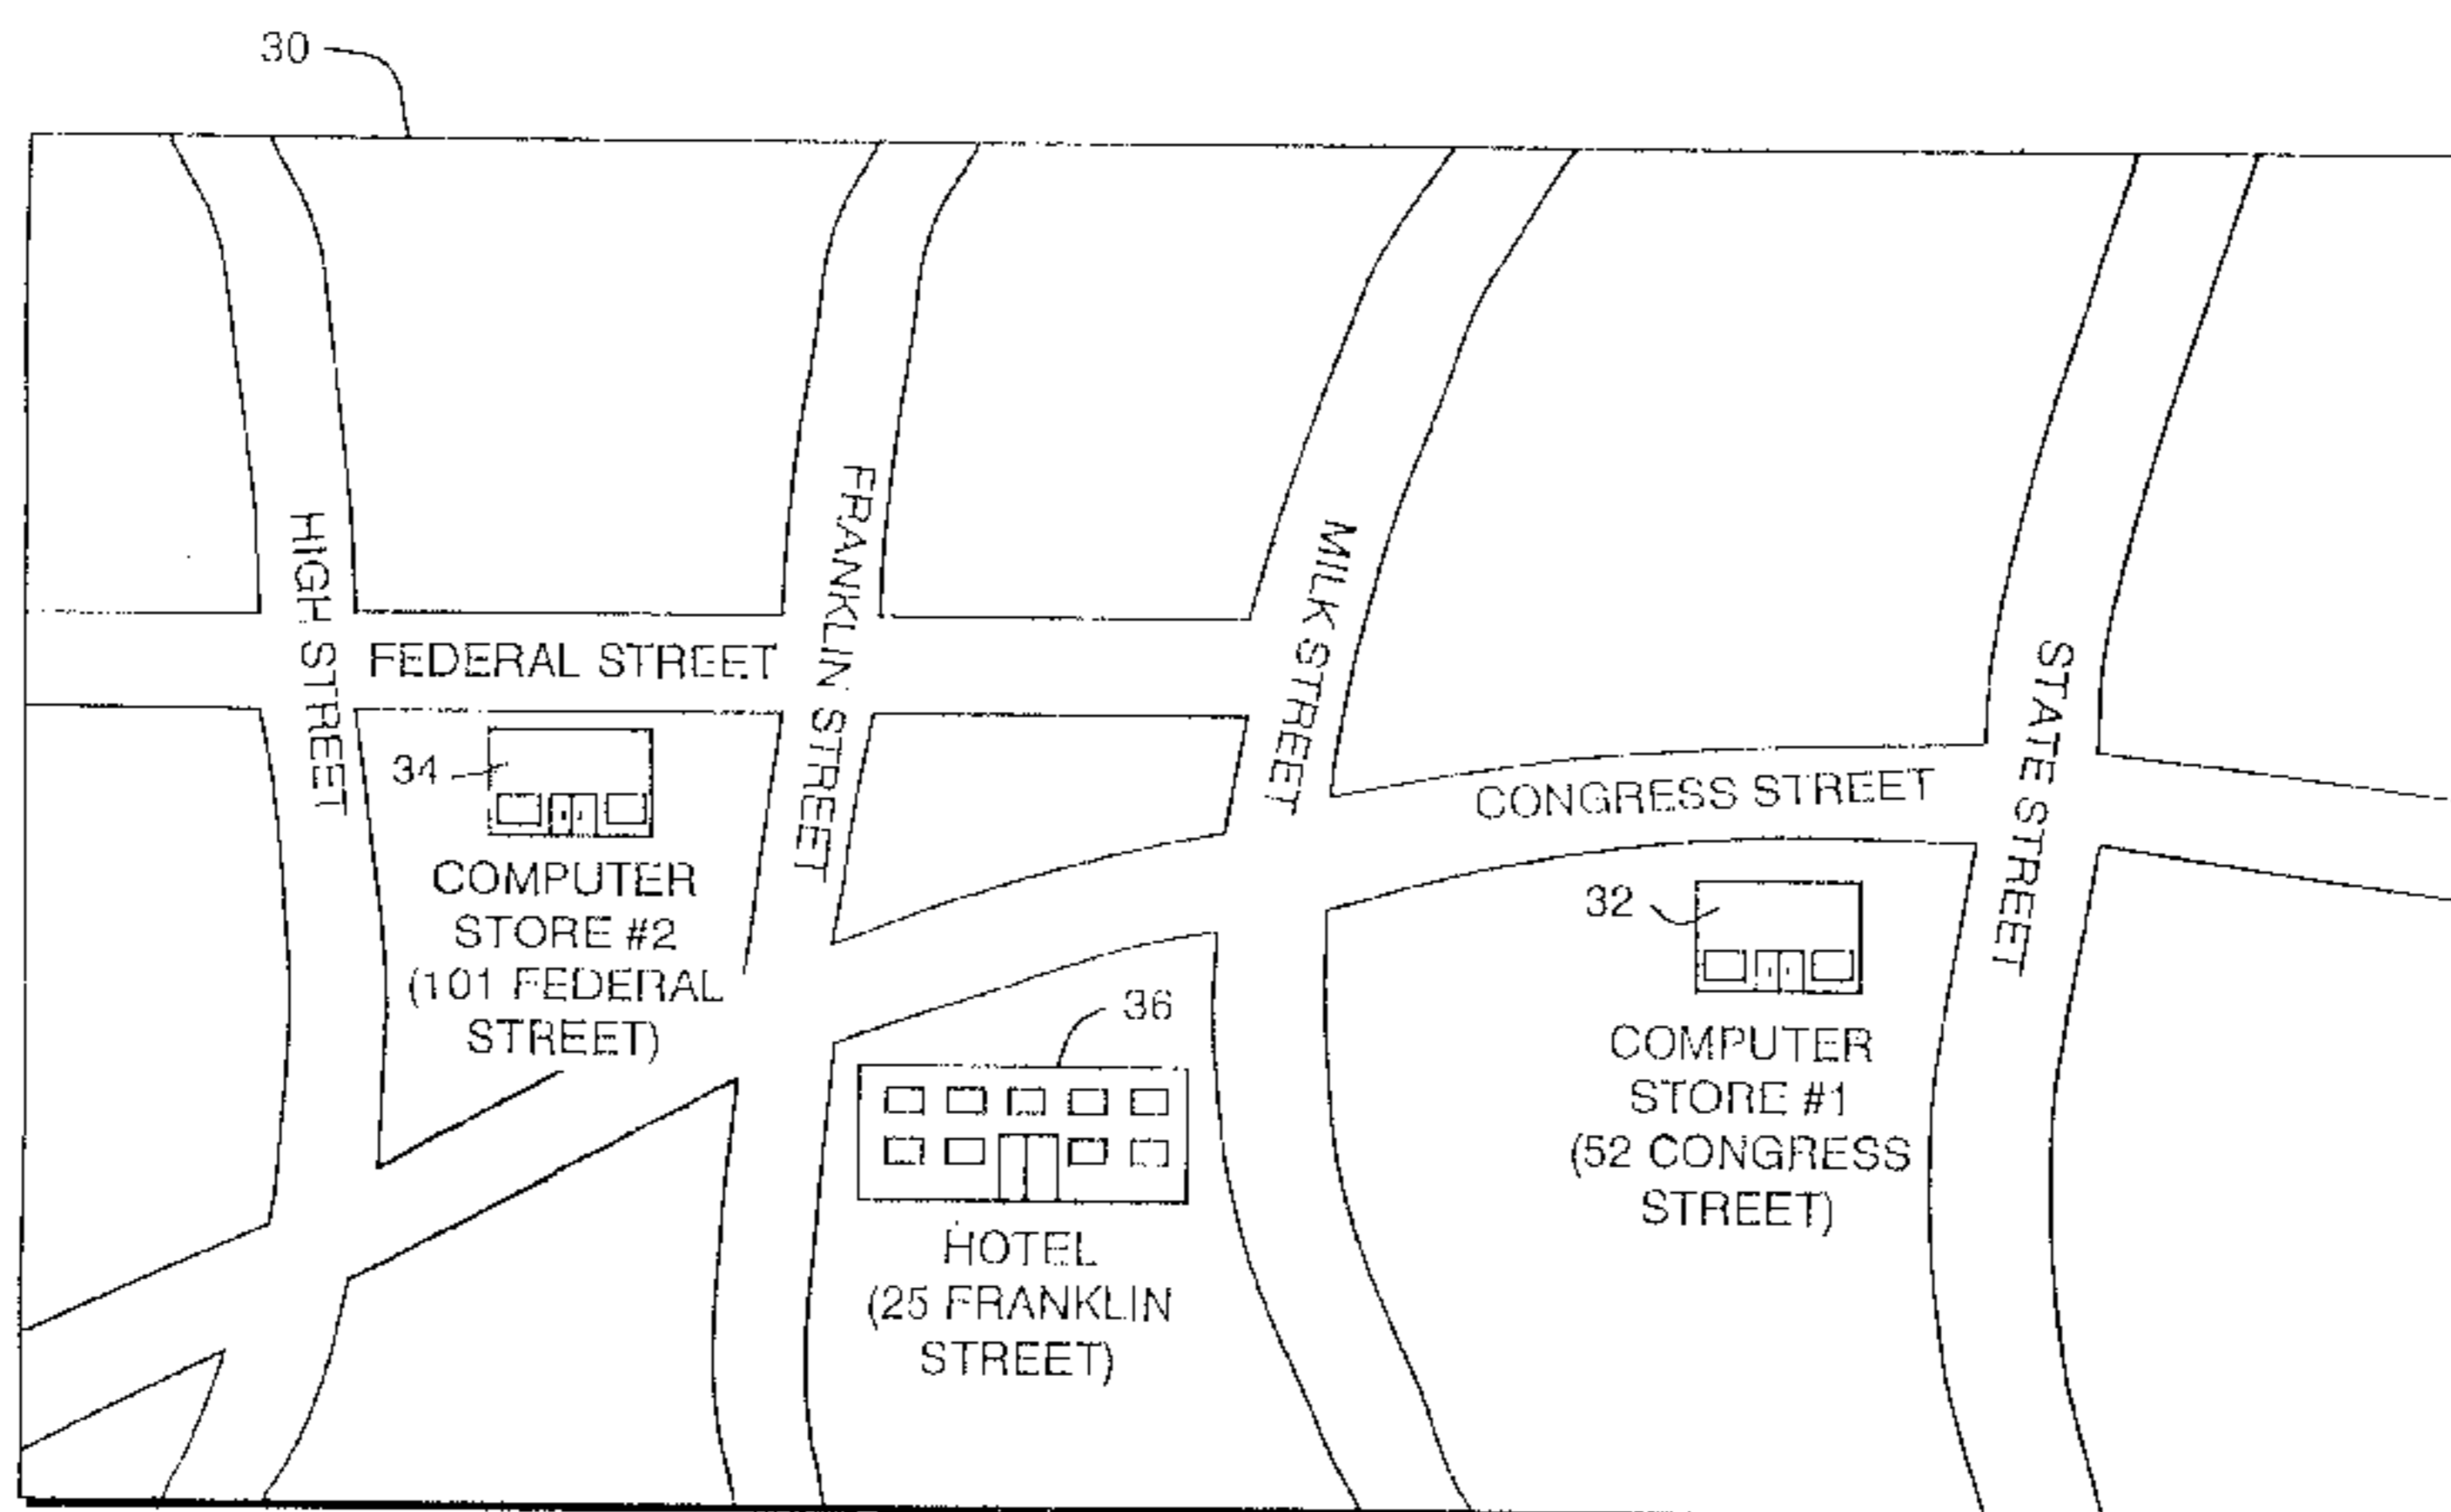 30
HIGH STREET
FRANKLIN STREET
MILK STREET
STATE STREET
FEDERAL STREET
CONGRESS STREET
34
COMPUTER
STORE #2
(101 FEDERAL
STREET)
32
COMPUTER
STORE #1
(52 CONGRESS
STREET)
36
HOTEL
(25 FRANKLIN
STREET)